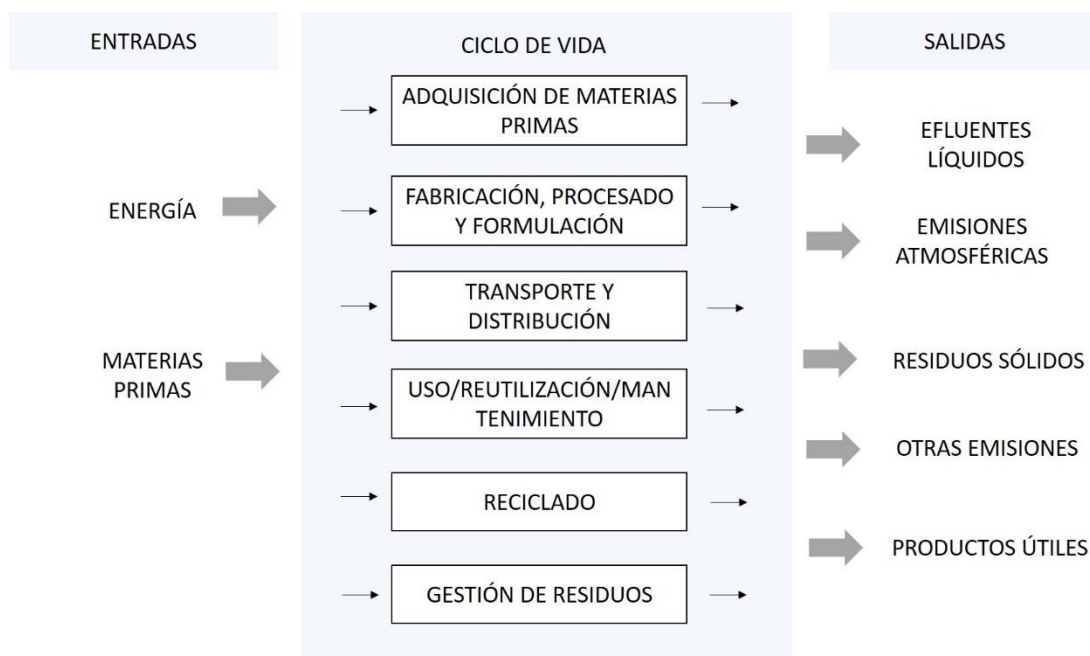 ENTRADAS
ENERGÍA
MATERIAS
PRIMAS
CICLO DE VIDA
ADQUISICIÓN DE MATERIAS
PRIMAS
FABRICACIÓN, PROCESADO
Y FORMULACIÓN
TRANSPORTE Y
DISTRIBUCIÓN
USO/REUTILIZACIÓN/MAN
TENIMIENTO
RECICLADO
GESTIÓN DE RESIDUOS
SALIDAS
EFLUENTES
LÍQUIDOS
EMISIONES
ATMOSFÉRICAS
RESIDUOS SÓLIDOS
OTRAS EMISIONES
PRODUCTOS ÚTILES